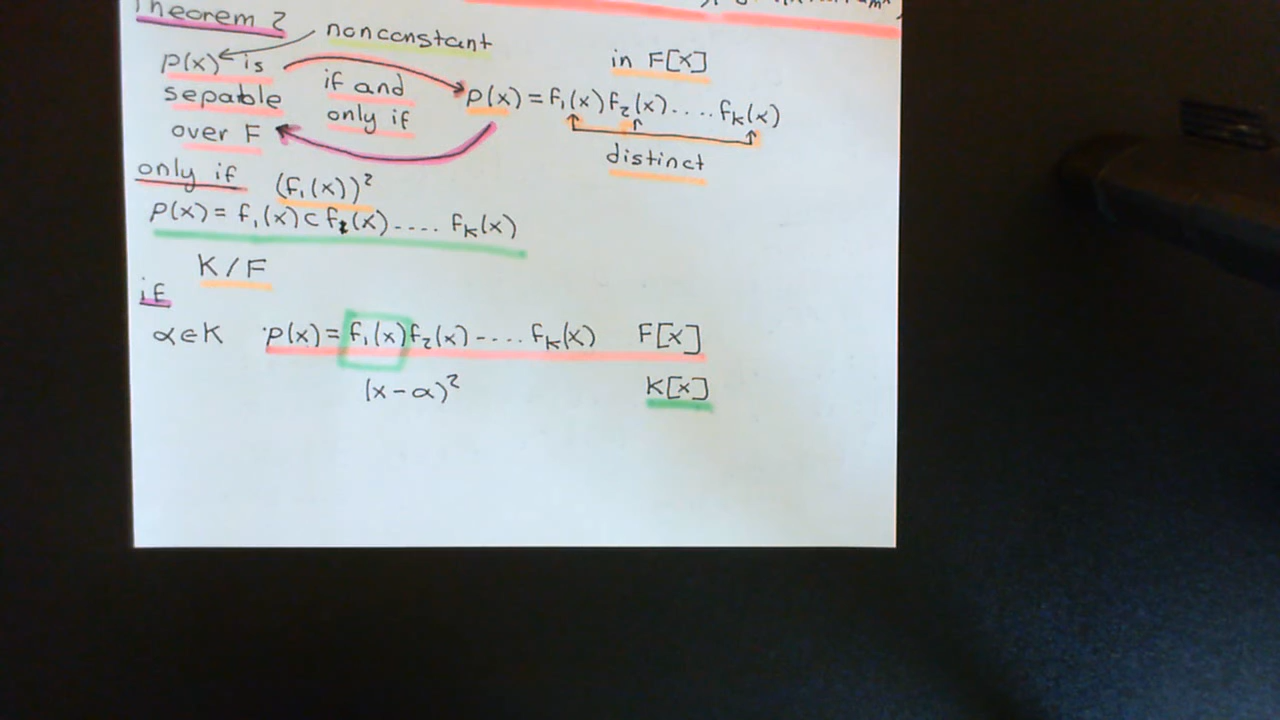 Theorem 2
nonconstant
p(x) is
sepable
over F
if and
only if
in F[x]
p(x) = f₁(x) f₂(x) .... fₖ(x)
distinct
only if (f₁(x))²
p(x) = f₁(x) c f₂(x) .... fₖ(x)
K / F
if
α ∈ K p(x) = f₁(x) f₂(x) - .... fₖ(x) F[x]
(x - α)² K[x]